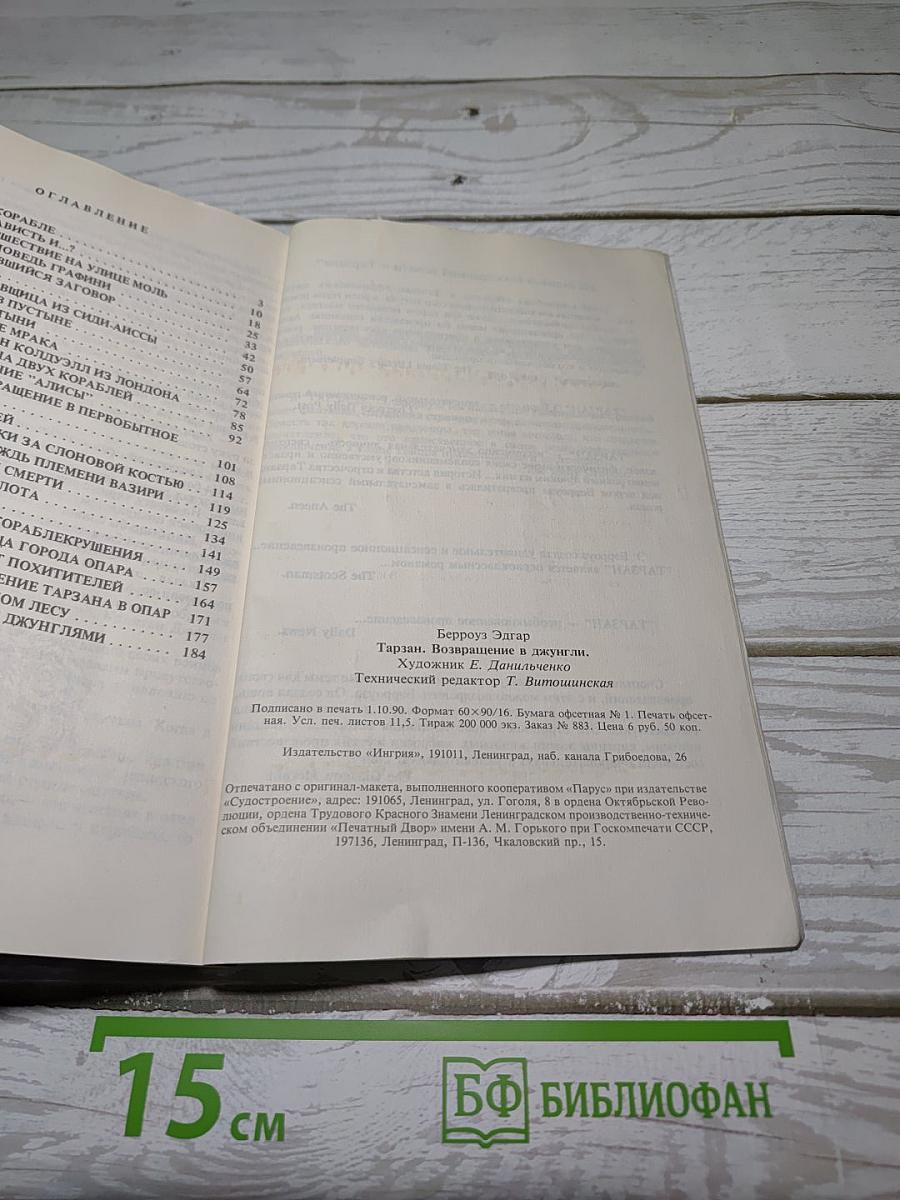 ОГЛАВЛЕНИЕ
КОРАБЛЕ
АВИСТЬ И...? 3
ШЕСТВИЕ НА УЛИЦЕ МОЛЬ 10
ПОВЕДЬ ГРАФИНИ 18
ВШИЙСЯ ЗАГОВОР 25
33
ВЩИЦА ИЗ СИДИ-АИССЫ 42
В ПУСТЫНЕ 50
ТЫНИ 57
Е МРАКА 64
Н КОЛДУЭЛЛ ИЗ ЛОНДОНА 72
НА ДВУХ КОРАБЛЕЙ 78
НИЕ "АЛИСЫ" 85
РАЩЕНИЕ В ПЕРВОБЫТНОЕ 92
ЕЙ 101
КИ ЗА СЛОНОВОЙ КОСТЬЮ 108
ЖДЬ ПЛЕМЕНИ ВАЗИРИ 114
СМЕРТИ 119
ЛОТА 125
134
КОРАБЛЕКРУШЕНИЯ 141
ЦА ГОРОДА ОПАРА 149
Т ПОХИТИТЕЛЕЙ 157
ЕНИЕ ТАРЗАНА В ОПАР 164
ОМ ЛЕСУ 171
177
ДЖУНГЛЯМИ 184
Берроуз Эдгар
Тарзан. Возвращение в джунгли.
Художник Е. Данильченко
Технический редактор Т. Витошинская
Подписано в печать 1.10.90. Формат 60×90/16. Бумага офсетная № 1. Печать офсет-
ная. Усл. печ. листов 11,5. Тираж 200 000 экз. Заказ № 883. Цена 6 руб. 50 коп.
Издательство «Ингрия», 191011, Ленинград, наб. канала Грибоедова, 26
Отпечатано с оригинал-макета, выполненного кооперативом «Парус» при издательстве
«Судостроение», адрес: 191065, Ленинград, ул. Гоголя, 8 в ордена Октябрьской Рево-
люции, ордена Трудового Красного Знамени Ленинградском производственно-техниче-
ском объединении «Печатный Двор» имени А. М. Горького при Госкомпечати СССР,
197136, Ленинград, П-136, Чкаловский пр., 15.
15 см
БФ БИБЛИОФАН